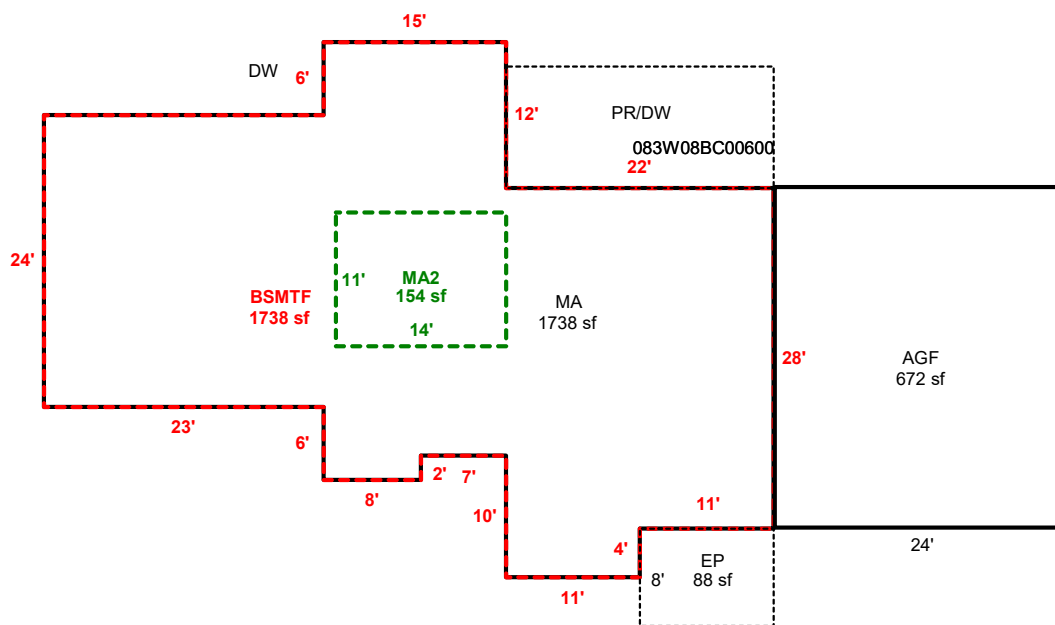 15'
DW
6'
12'
PR/DW
083W08BC00600
22'
24'
11'
MA2
154 sf
14'
BSMTF
1738 sf
MA
1738 sf
28'
AGF
672 sf
23'
6'
2'
7'
8'
10'
11'
4'
24'
EP
88 sf
8'
11'